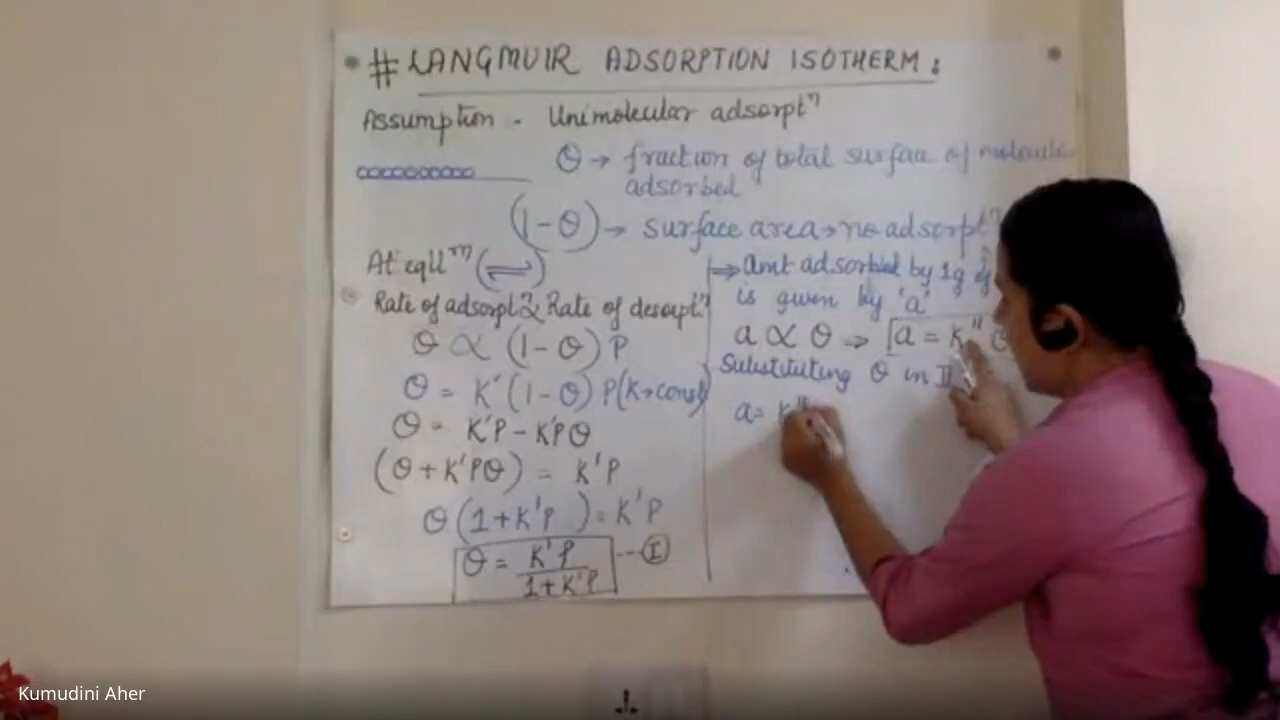 # LANGMUIR ADSORPTION ISOTHERM :
Assumption - Unimolecular adsorptⁿ
θ → fraction of total surface of molecule
adsorbed
(1-θ) → surface area → no adsorptⁿ
At eqllᵐ (⇌)
Rate of adsorptⁿ ∝ Rate of desorptⁿ
θ ∝ (1-θ) P
θ = K'(1-θ) P (K→const)
θ = K'P - K'Pθ
(θ + K'Pθ) = K'P
θ (1+K'P ) = K'P
θ = K'P / 1+K'P ---(I)
⇒ Amt adsorbed by 1g of
is given by 'a'
a ∝ θ ⇒ a = K"
Substituting θ in II
a = K"
Kumudini Aher